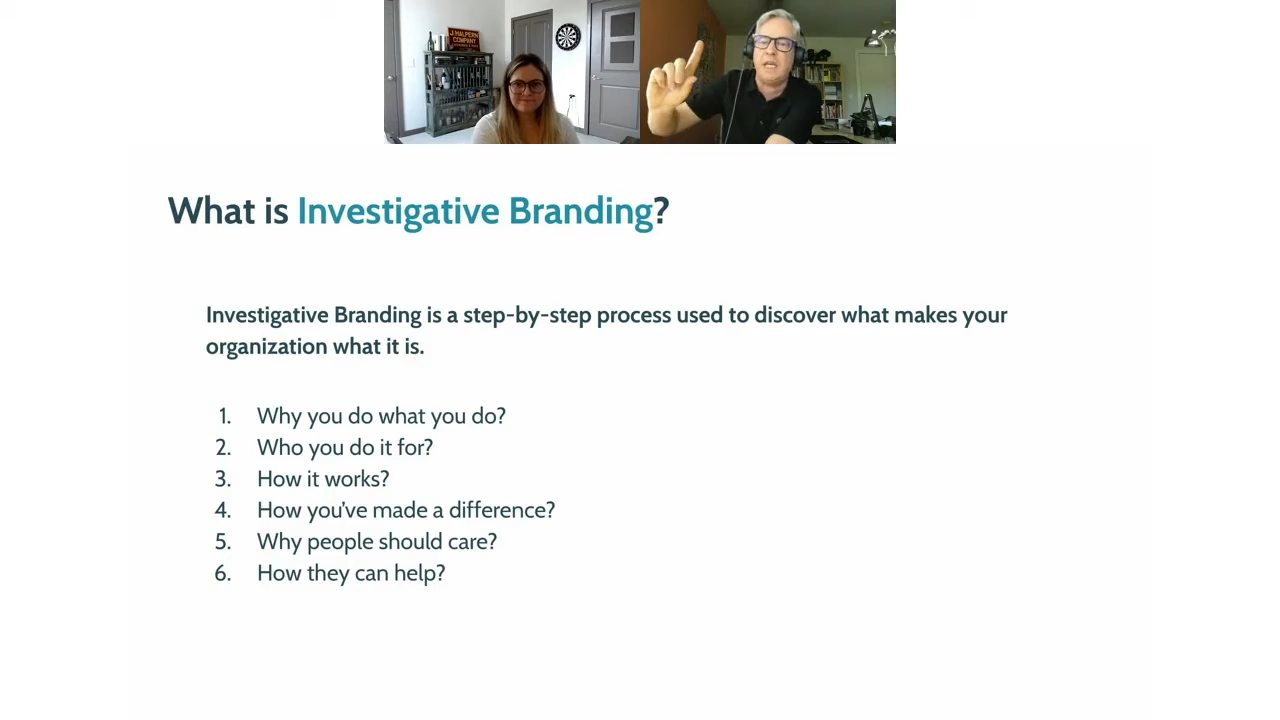 J. HALPERN
COMPANY
What is Investigative Branding?
Investigative Branding is a step-by-step process used to discover what makes your
organization what it is.
1. Why you do what you do?
2. Who you do it for?
3. How it works?
4. How you’ve made a difference?
5. Why people should care?
6. How they can help?